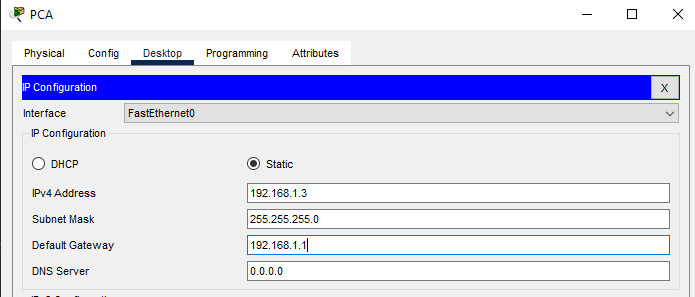 PCA
Physical Config Desktop Programming Attributes
IP Configuration X
Interface FastEthernet0
IP Configuration
DHCP Static
IPv4 Address 192.168.1.3
Subnet Mask 255.255.255.0
Default Gateway 192.168.1.1
DNS Server 0.0.0.0